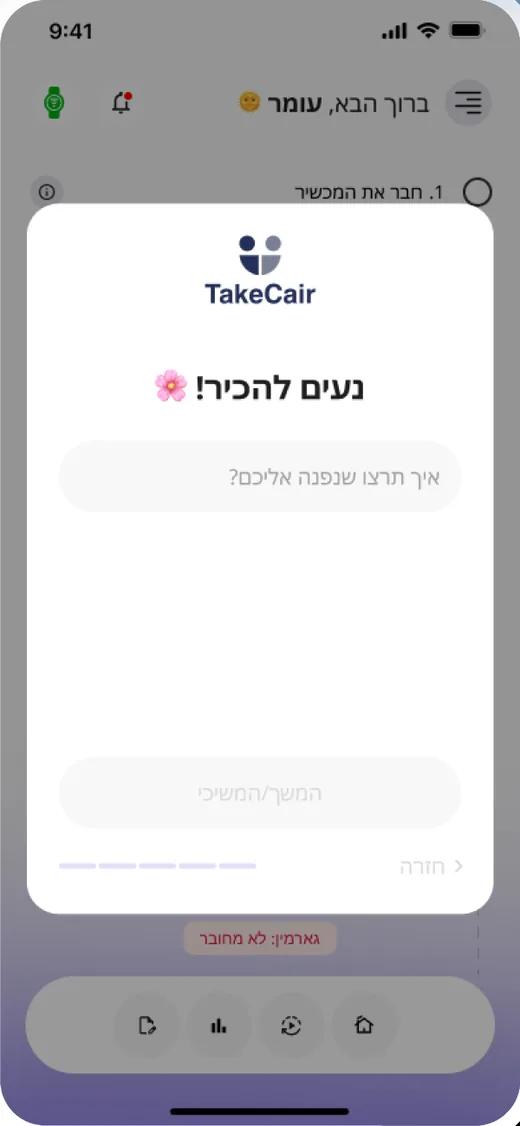 9:41
ברוך הבא, עומר
1. חבר את המכשיר
TakeCair
נעים להכיר!
איך תרצו שנפנה אליכם?
המשך/המשיכי
חזרה
גארמין: לא מחובר